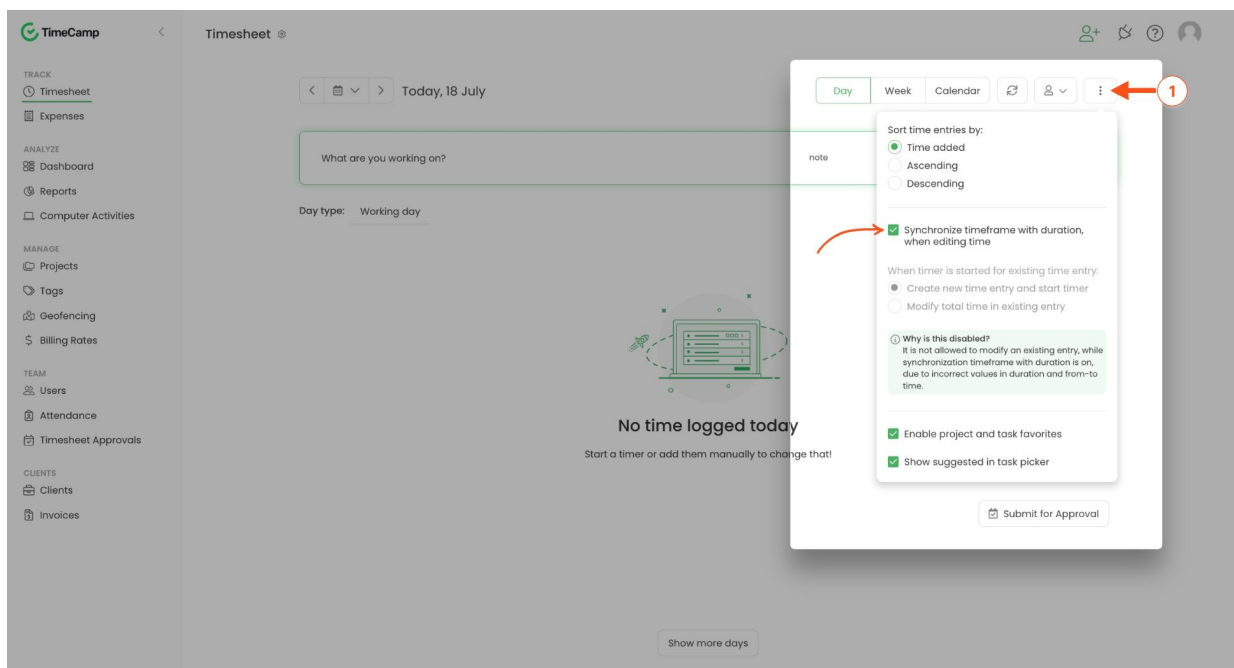 TimeCamp
Timesheet
TRACK
Timesheet
Expenses
ANALYZE
Dashboard
Reports
Computer Activities
MANAGE
Projects
Tags
Geofencing
Billing Rates
TEAM
Users
Attendance
Timesheet Approvals
CLIENTS
Clients
Invoices
Today, 18 July
What are you working on?
note
Day type: Working day
No time logged today
Start a timer or add them manually to change that!
Show more days
Day Week Calendar
1
Sort time entries by:
Time added
Ascending
Descending
Synchronize timeframe with duration,
when editing time
When timer is started for existing time entry:
Create new time entry and start timer
Modify total time in existing entry
Why is this disabled?
It is not allowed to modify an existing entry, while
synchronization timeframe with duration is on,
due to incorrect values in duration and from-to
time.
Enable project and task favorites
Show suggested in task picker
Submit for Approval